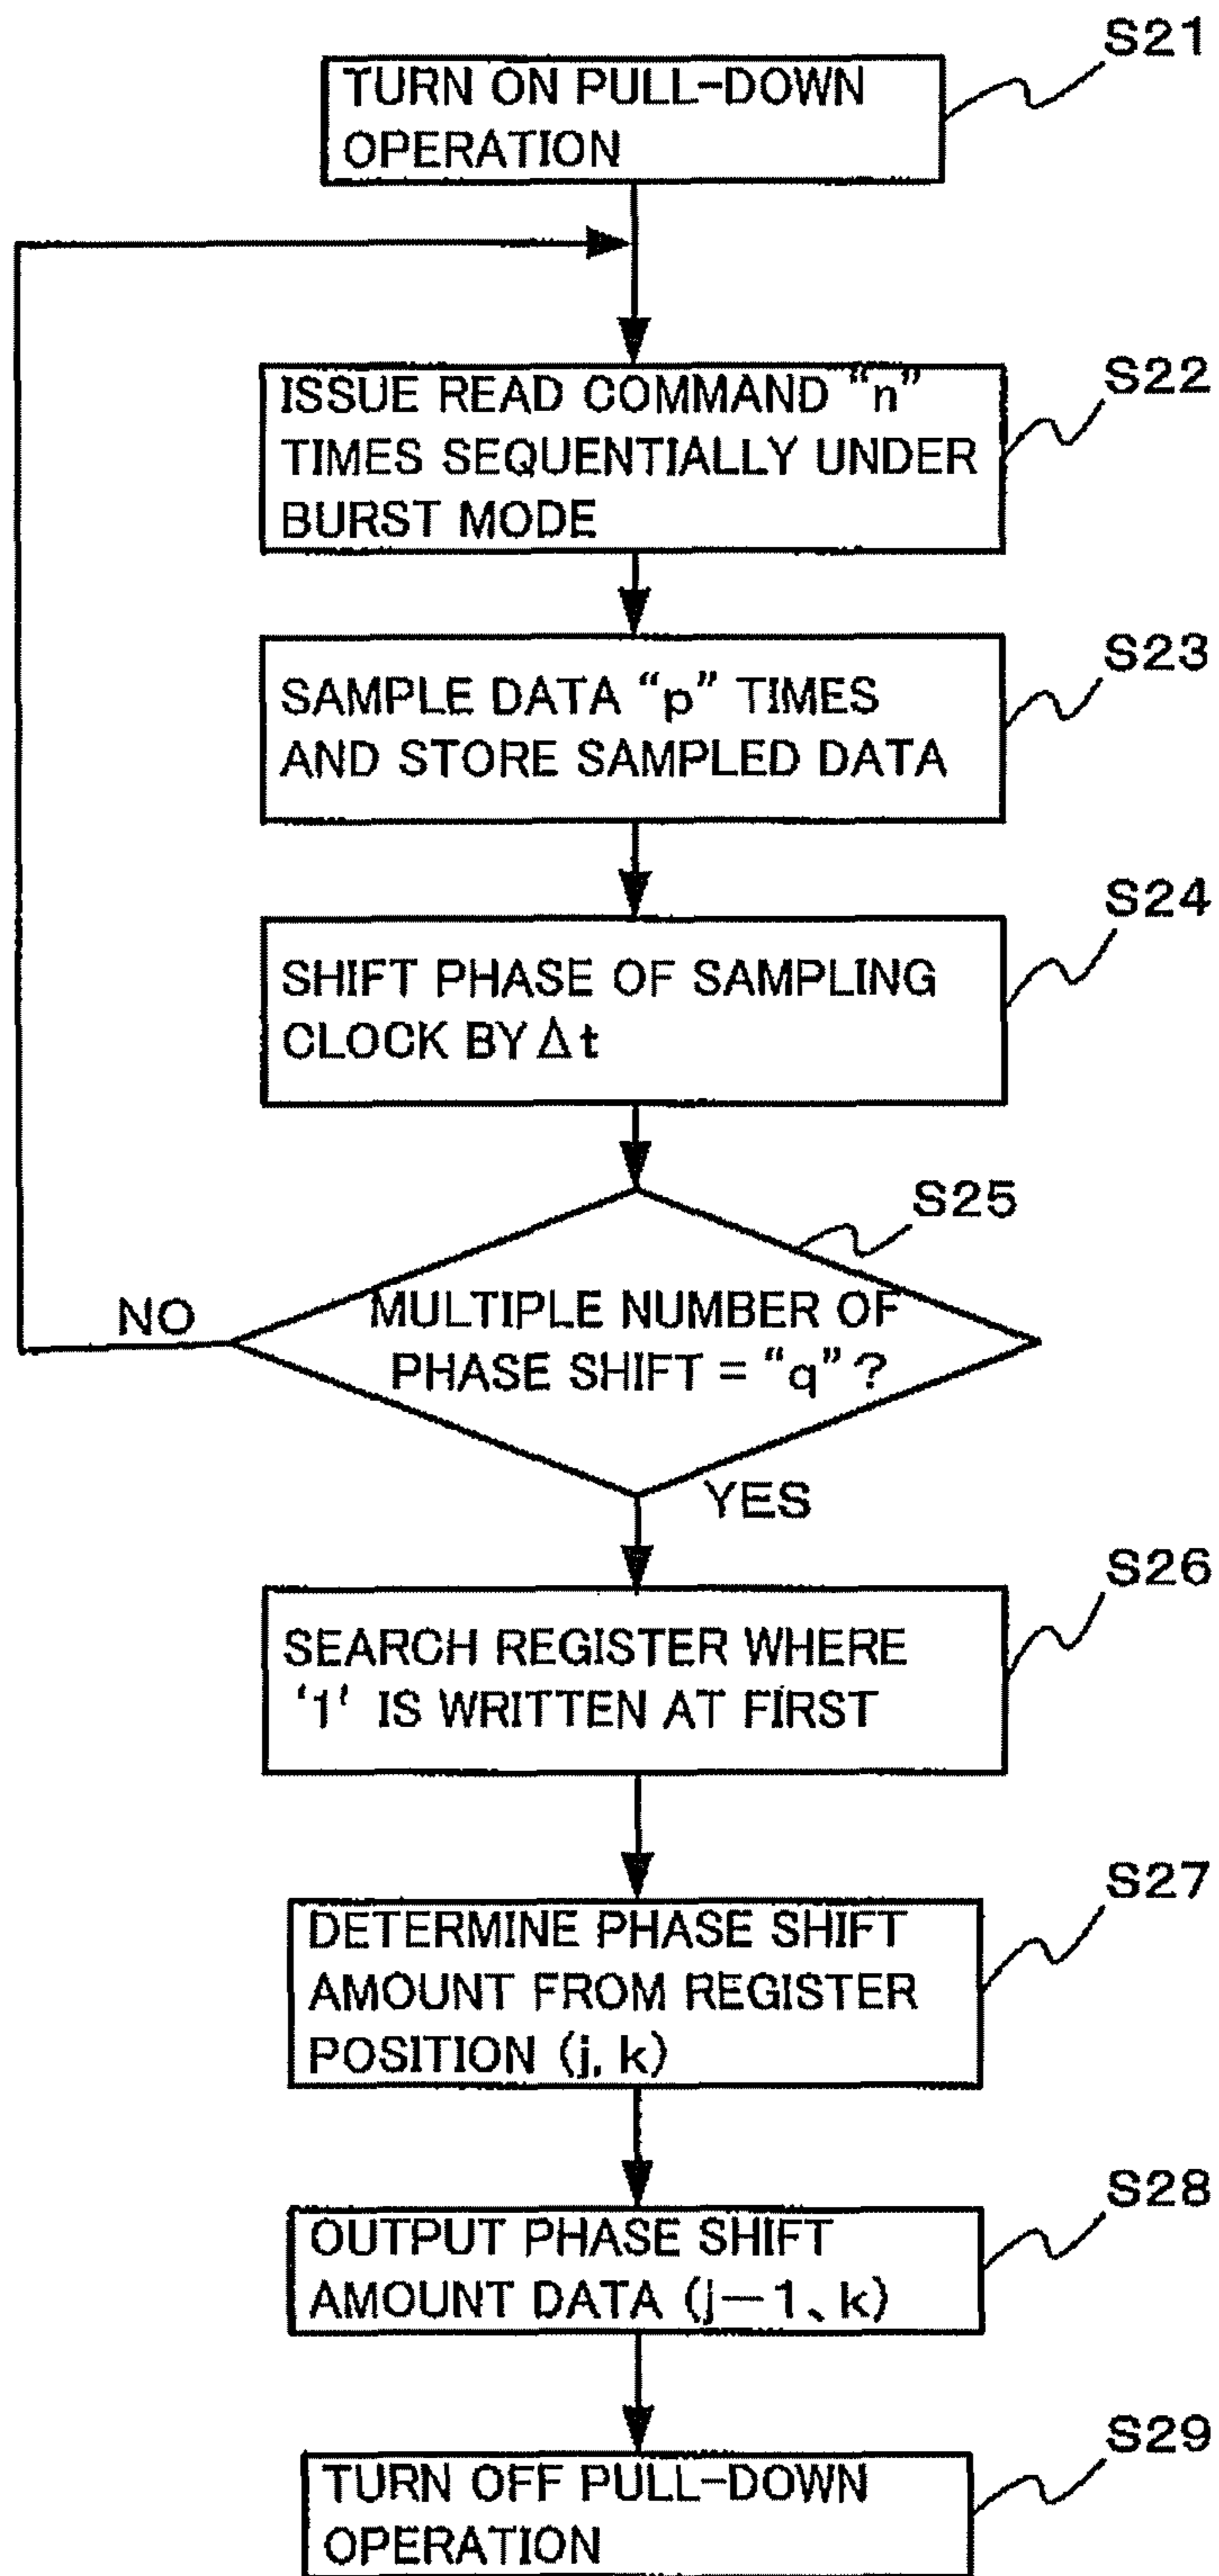 S21
TURN ON PULL-DOWN
OPERATION
S22
ISSUE READ COMMAND “n”
TIMES SEQUENTIALLY UNDER
BURST MODE
S23
SAMPLE DATA “p” TIMES
AND STORE SAMPLED DATA
S24
SHIFT PHASE OF SAMPLING
CLOCK BY Δt
S25
NO
MULTIPLE NUMBER OF
PHASE SHIFT = “q” ?
YES
S26
SEARCH REGISTER WHERE
‘1’ IS WRITTEN AT FIRST
S27
DETERMINE PHASE SHIFT
AMOUNT FROM REGISTER
POSITION (j, k)
S28
OUTPUT PHASE SHIFT
AMOUNT DATA (j−1、k)
S29
TURN OFF PULL-DOWN
OPERATION